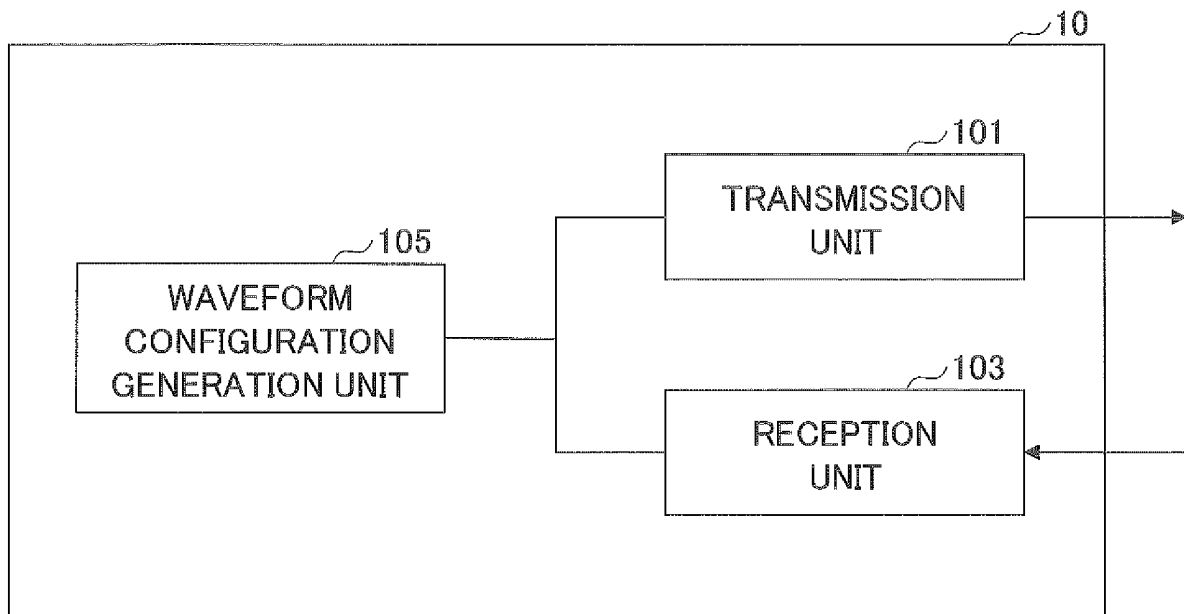 10
101
TRANSMISSION
UNIT
105
WAVEFORM
CONFIGURATION
GENERATION UNIT
103
RECEPTION
UNIT